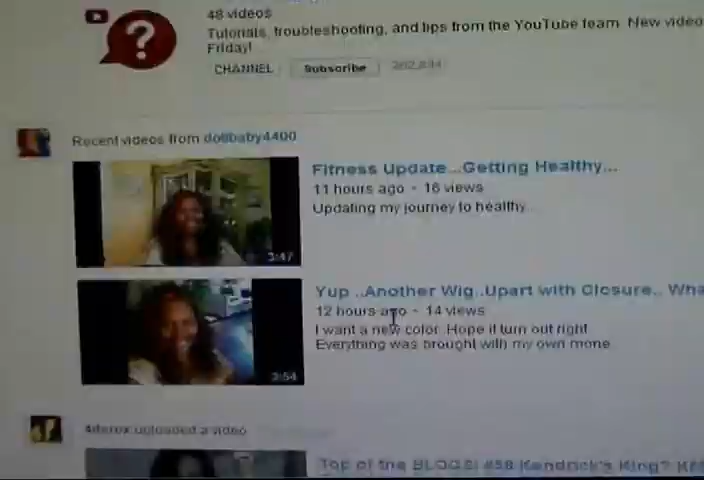 48 videos
Tutorials, troubleshooting, and tips from the YouTube team. New video
Friday!
CHANNEL Subscribe
Recent videos from dollbaby4400
Fitness Update...Getting Healthy...
11 hours ago - 16 views
Updating my journey to healthy...
3:47
Yup ..Another Wig..Upart with Closure.. Wha
12 hours ago - 14 views
I want a new color. Hope it turn out right
Everything was brought with my own mone
3:54
uploaded a video
Top of the BLOGS! #58 Kendrick's King?